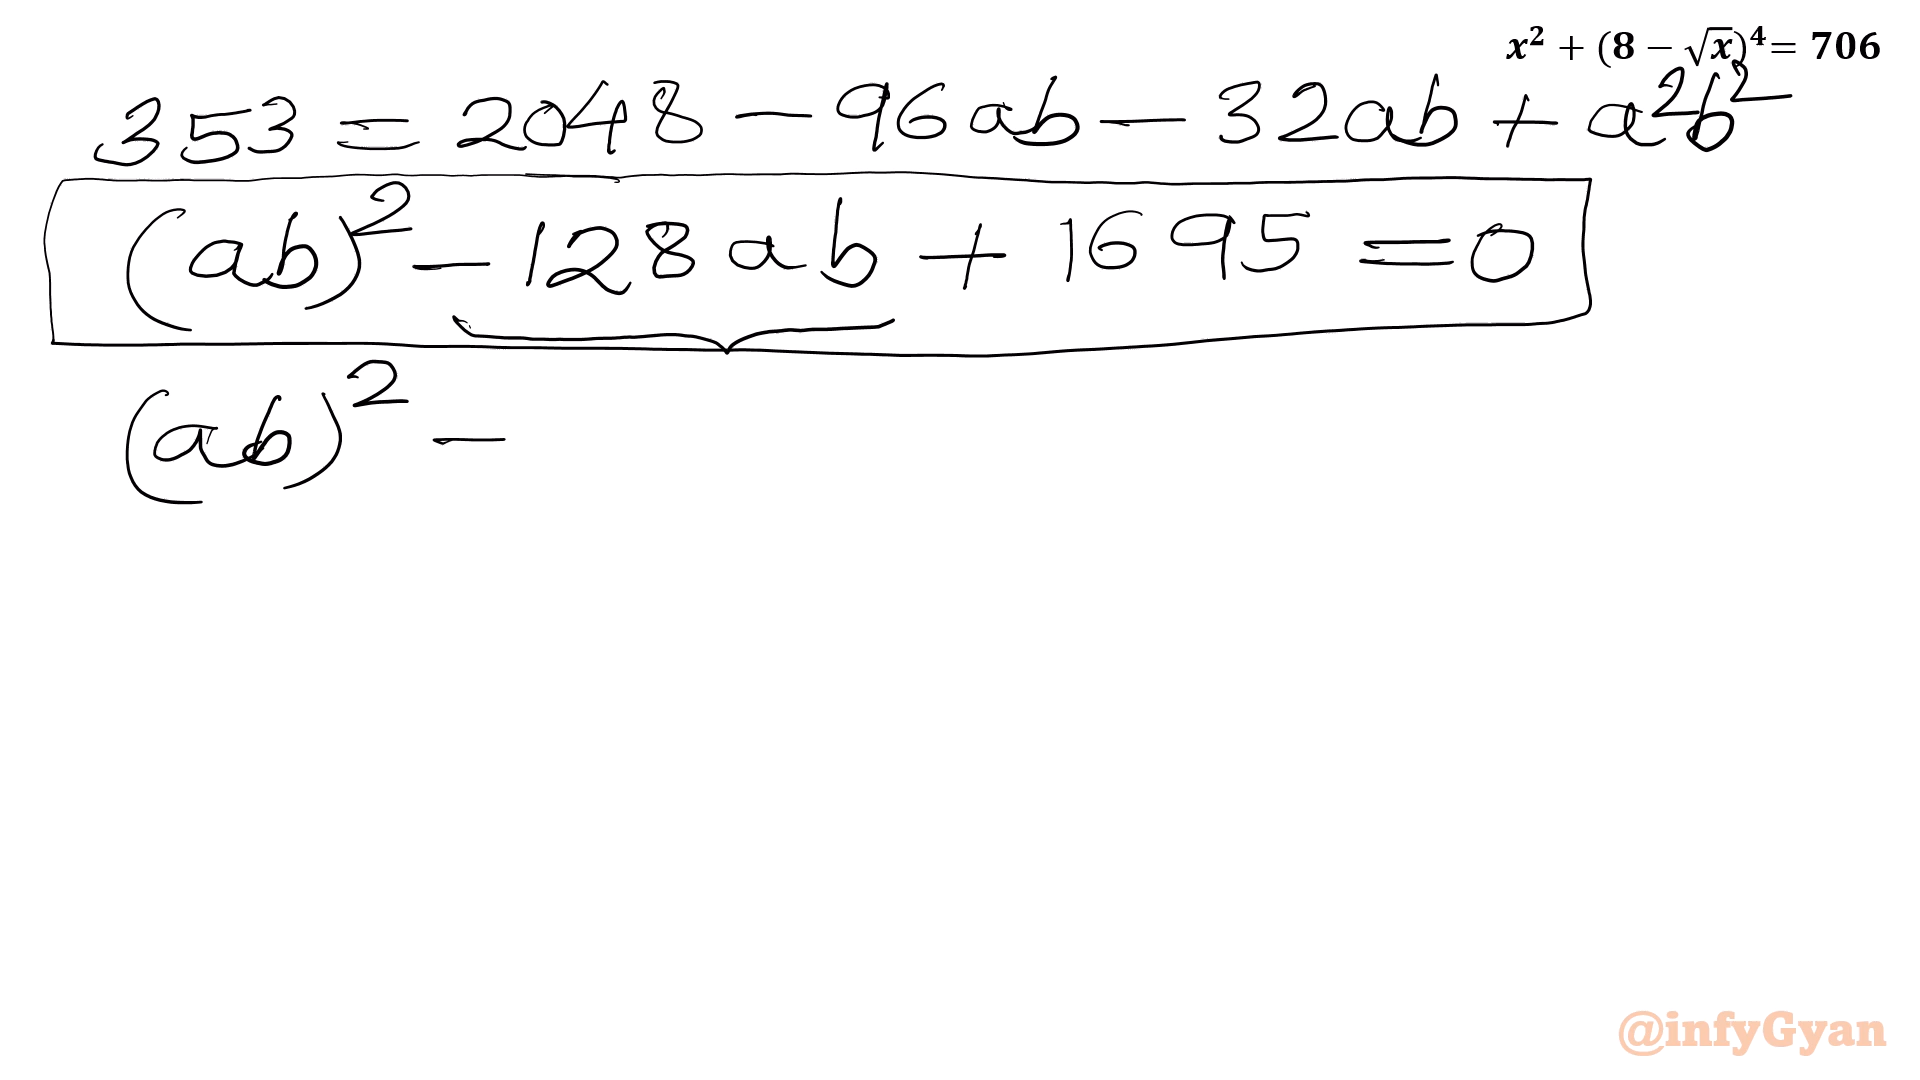 x² + (8 − √x)⁴ = 706
353 = 2048 − 96ab − 32ab + a²b²
(ab)² − 128ab + 1695 = 0
(ab)² −
@infyGyan